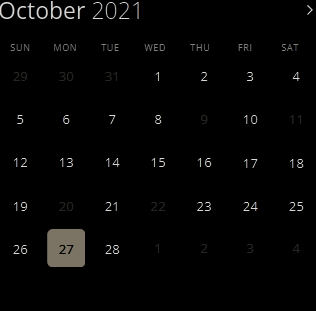 October 2021
SUN MON TUE WED THU FRI SAT
29 30 31 1 2 3 4
5 6 7 8 9 10 11
12 13 14 15 16 17 18
19 20 21 22 23 24 25
26 27 28 1 2 3 4